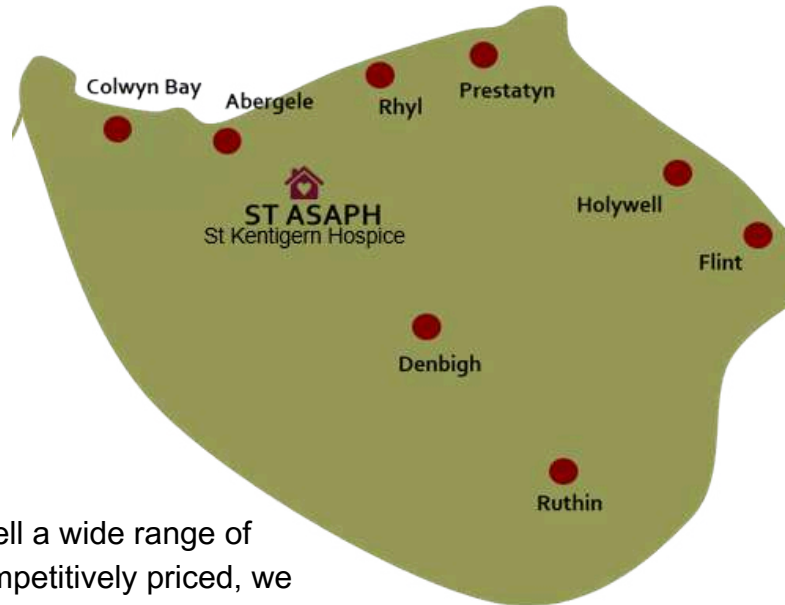 Colwyn Bay
Abergele
Rhyl
Prestatyn
ST ASAPH
St Kentigern Hospice
Holywell
Flint
Denbigh
Ruthin
ell a wide range of
mpetitively priced, we